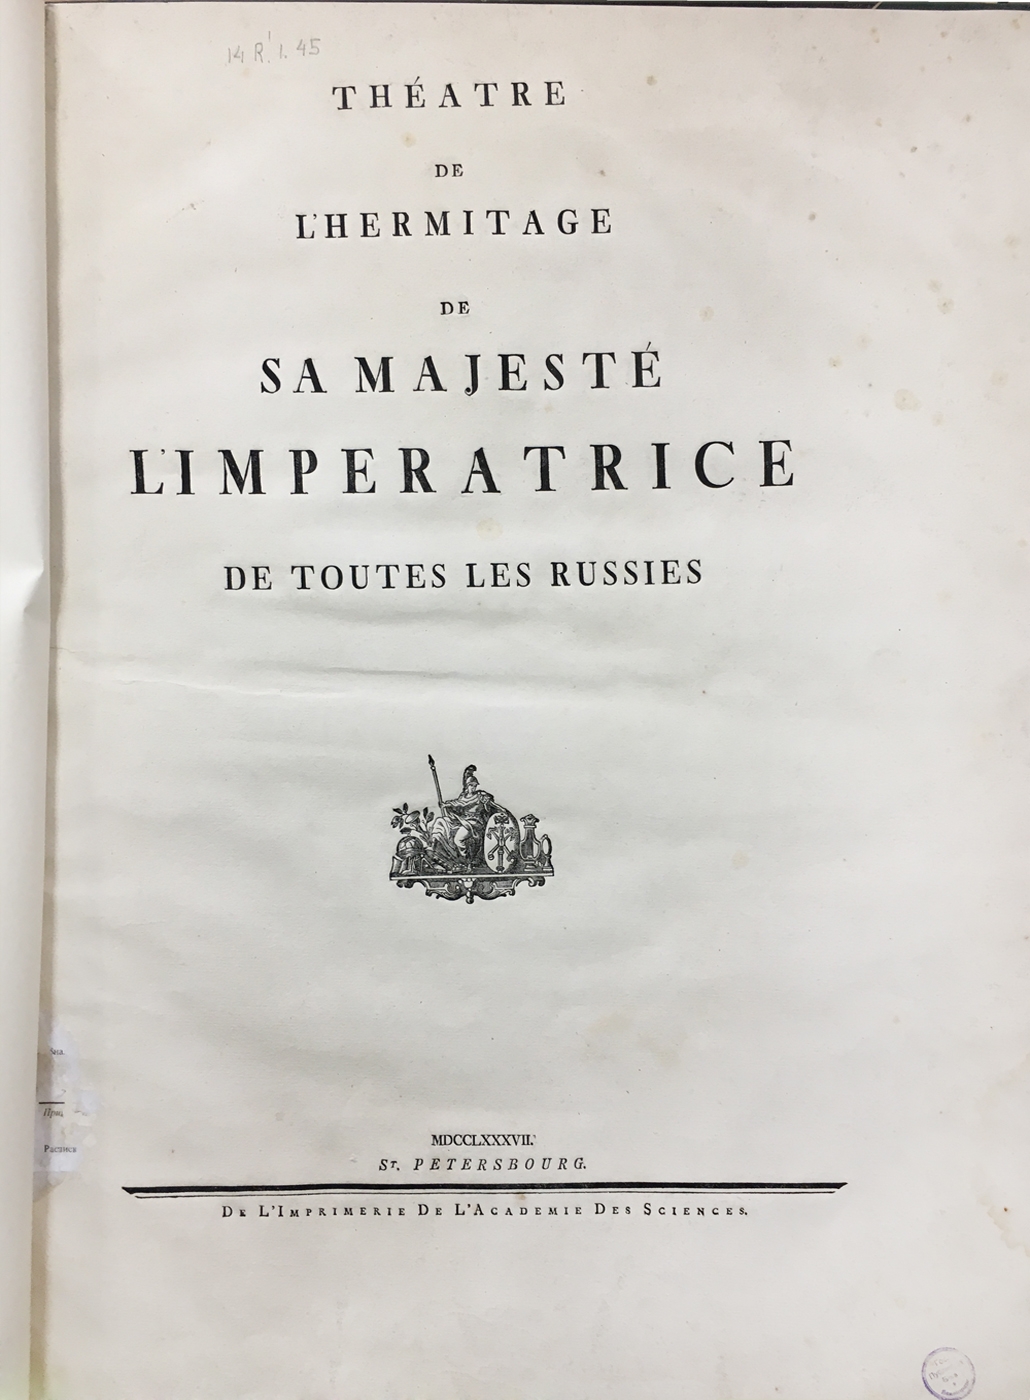 14 R! 1. 45
THÉATRE
DE
L'HERMITAGE
DE
SA MAJESTÉ
L'IMPERATRICE
DE TOUTES LES RUSSIES
MDCCLXXXVII.
ST. PETERSBOURG.
DE L'IMPRIMERIE DE L'ACADEMIE DES SCIENCES.